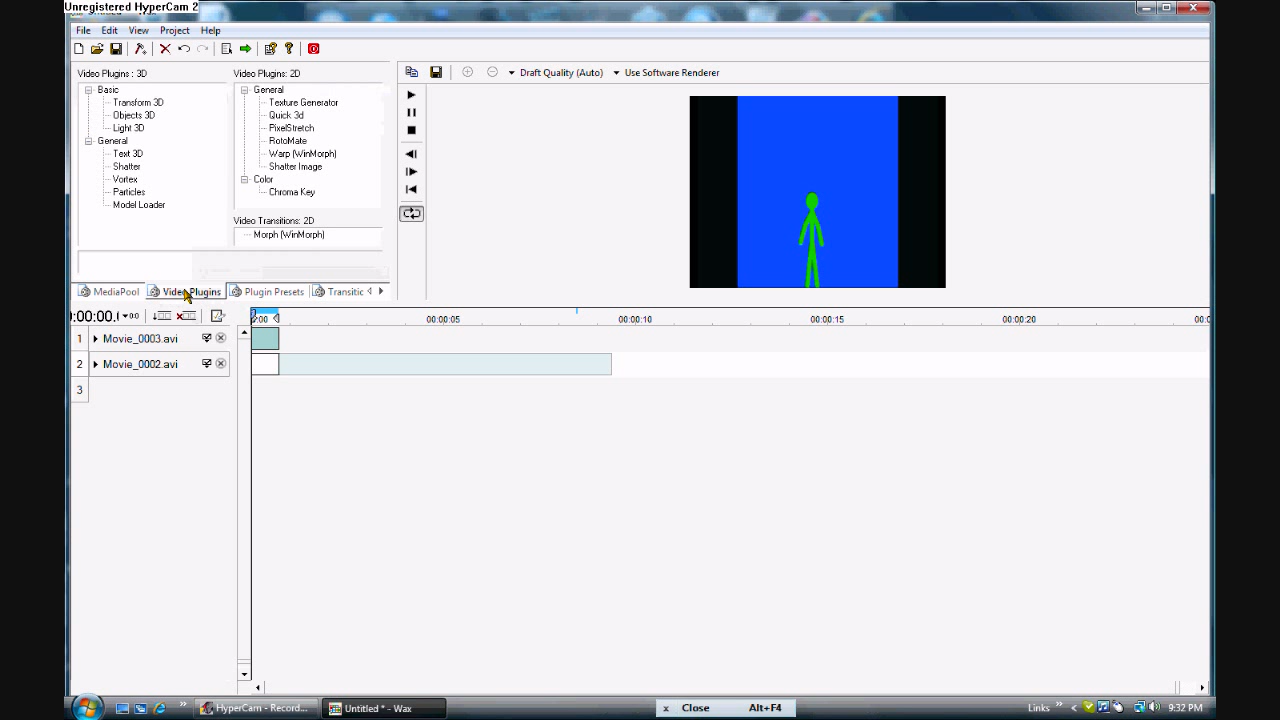 Unregistered HyperCam 2
File Edit View Project Help
Video Plugins : 3D
Basic
Transform 3D
Objects 3D
Light 3D
General
Text 3D
Shatter
Vortex
Particles
Model Loader
Video Plugins: 2D
General
Texture Generator
Quick 3d
PixelStretch
RotoMate
Warp (WinMorph)
Shatter Image
Color
Chroma Key
Video Transitions: 2D
Morph (WinMorph)
Draft Quality (Auto) Use Software Renderer
MediaPool Video Plugins Plugin Presets Transitic
00:00:05 00:00:10 00:00:15 00:00:20
1 Movie_0003.avi
2 Movie_0002.avi
3
HyperCam - Record... Untitled * - Wax x Close Alt+F4 Links 9:32 PM